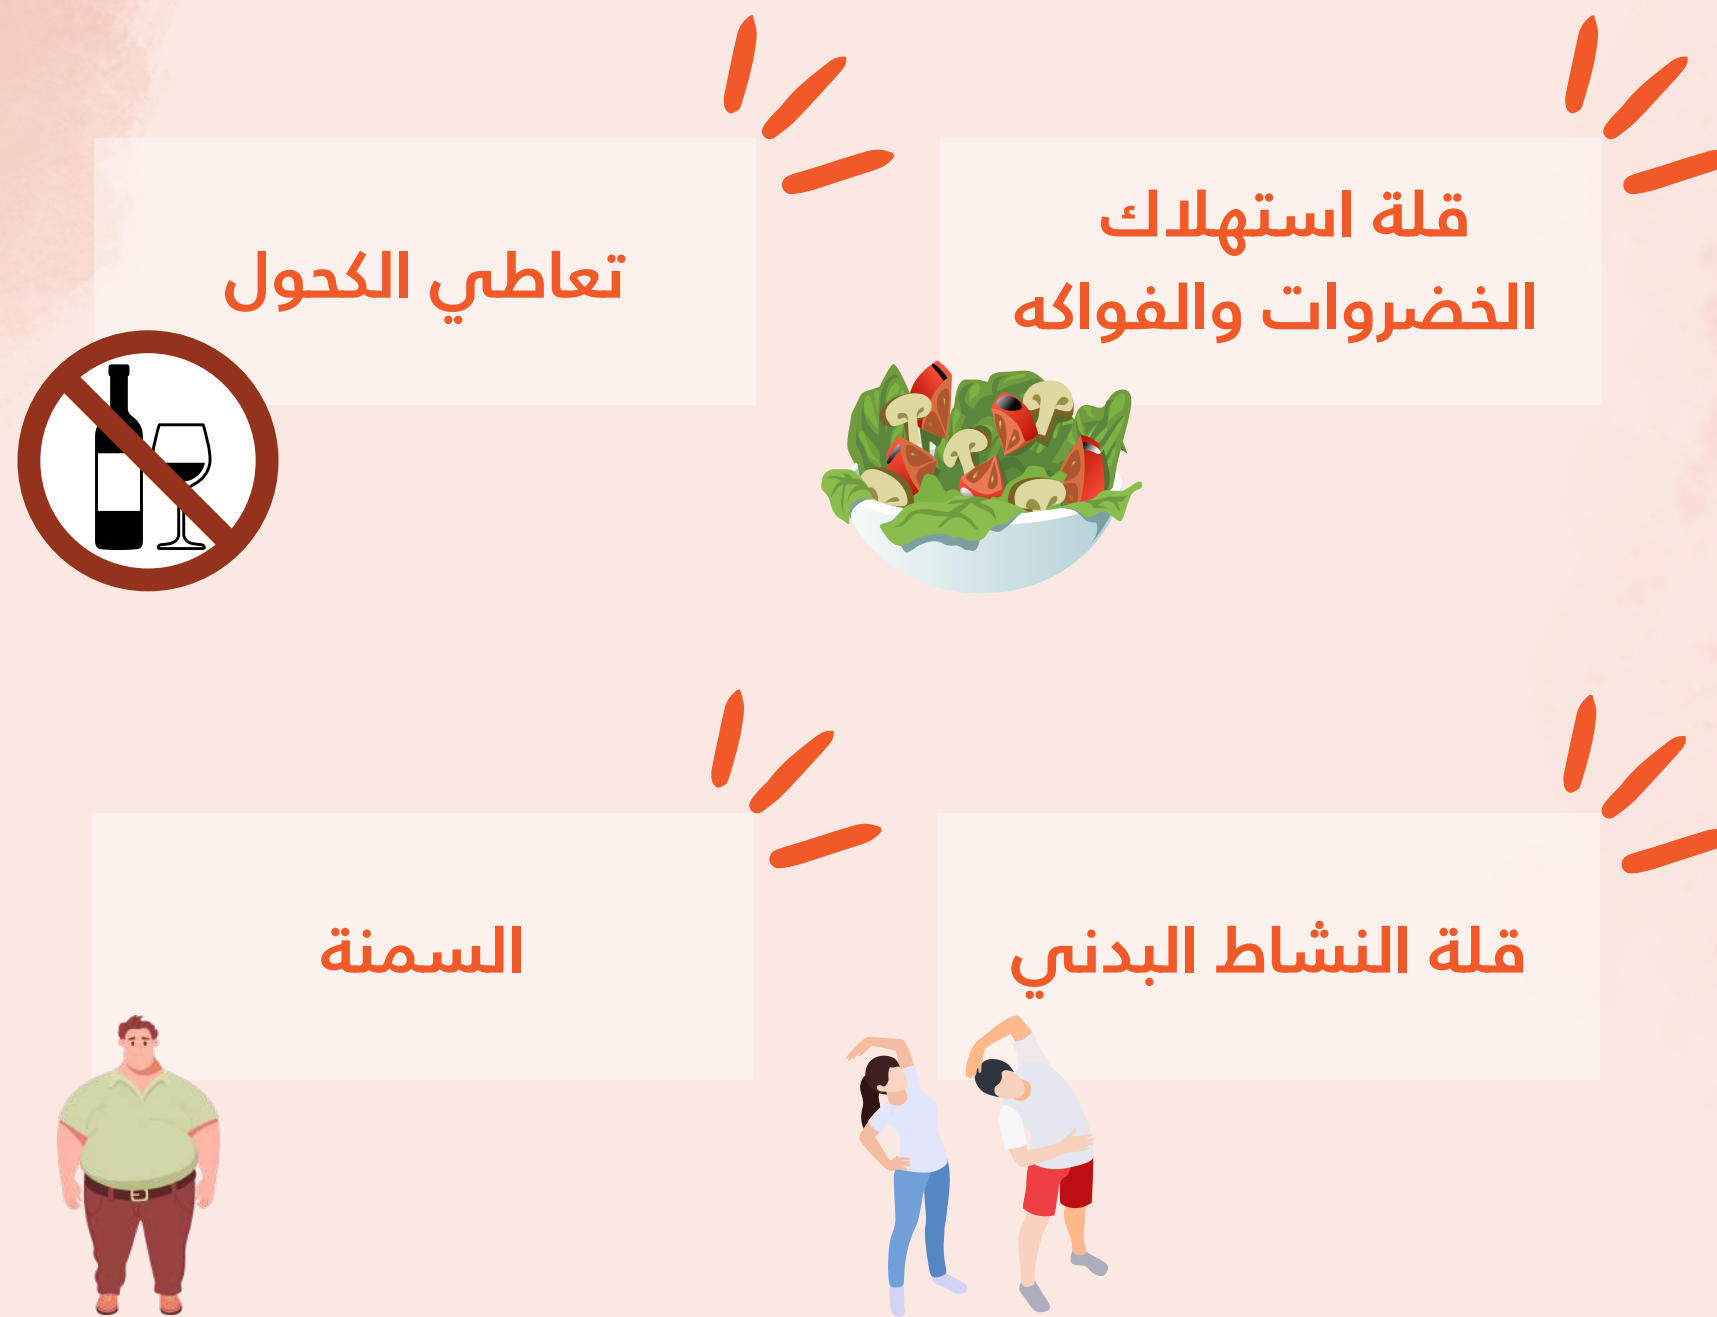 قلة استهلاك
الخضروات والفواكه
تعاطي الكحول
قلة النشاط البدني
السمنة